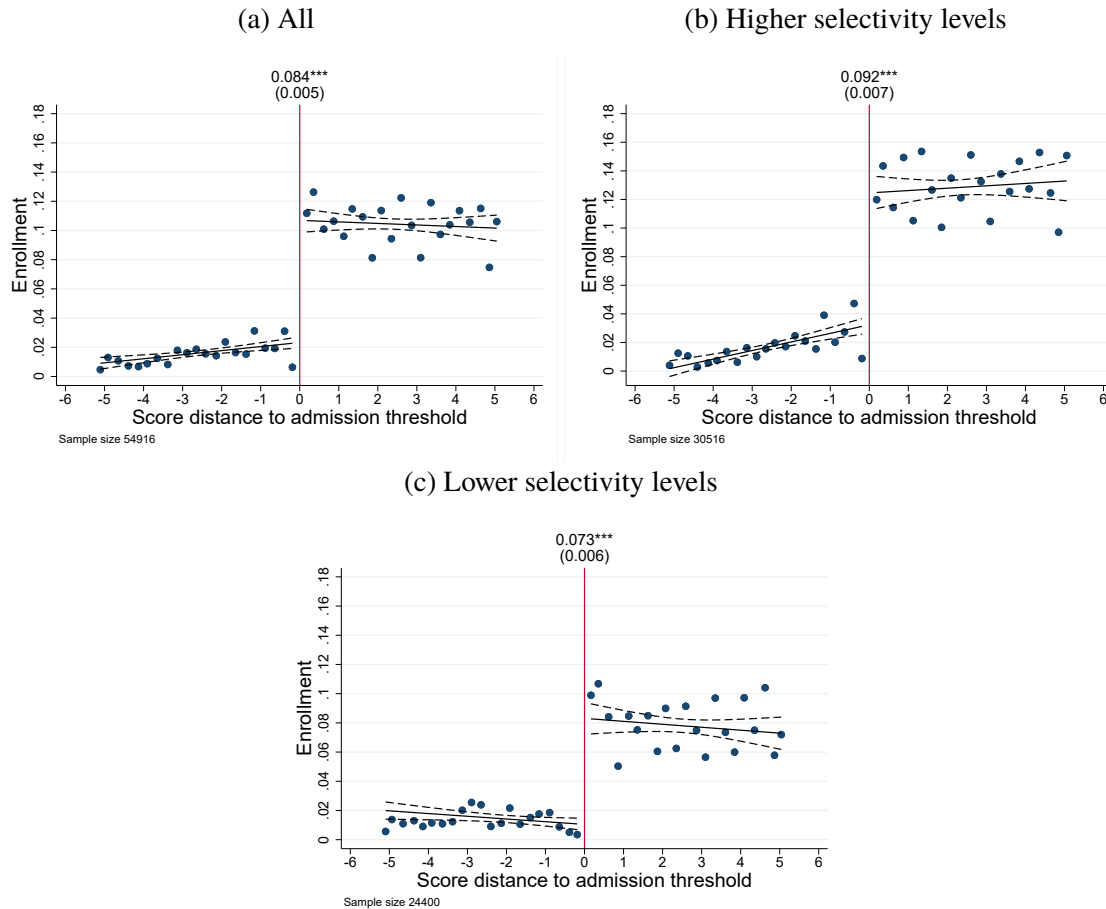 (a) All
0.084***
(0.005)
Enrollment
0 .02 .04 .06 .08 .1 .12 .14 .16 .18
-6 -5 -4 -3 -2 -1 0 1 2 3 4 5 6
Score distance to admission threshold
Sample size 54916
(b) Higher selectivity levels
0.092***
(0.007)
Enrollment
0 .02 .04 .06 .08 .1 .12 .14 .16 .18
-6 -5 -4 -3 -2 -1 0 1 2 3 4 5 6
Score distance to admission threshold
Sample size 30516
(c) Lower selectivity levels
0.073***
(0.006)
Enrollment
0 .02 .04 .06 .08 .1 .12 .14 .16 .18
-6 -5 -4 -3 -2 -1 0 1 2 3 4 5 6
Score distance to admission threshold
Sample size 24400